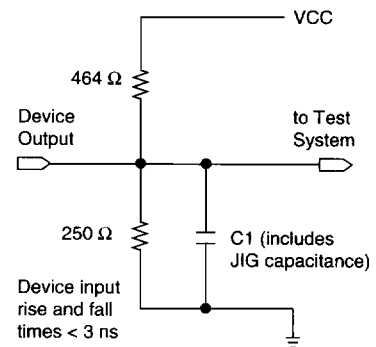 VCC
464 Ω
Device
Output
to Test
System
250 Ω
C1 (includes
JIG capacitance)
Device input
rise and fall
times < 3 ns